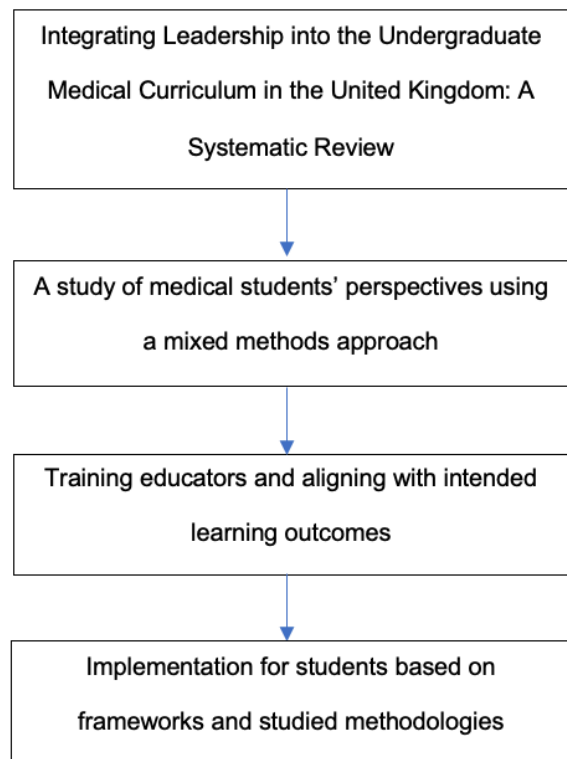 Integrating Leadership into the Undergraduate
Medical Curriculum in the United Kingdom: A
Systematic Review
A study of medical students’ perspectives using
a mixed methods approach
Training educators and aligning with intended
learning outcomes
Implementation for students based on
frameworks and studied methodologies